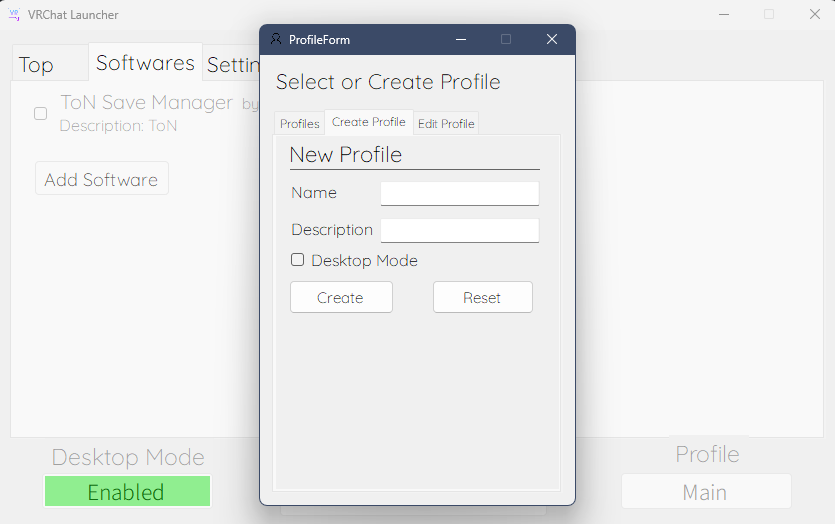 VRChat Launcher
ProfileForm
Top
Softwares
Settin
Select or Create Profile
ToN Save Manager by
Description: ToN
Add Software
Profiles
Create Profile
Edit Profile
New Profile
Name
Description
Desktop Mode
Create
Reset
Desktop Mode
Enabled
Profile
Main